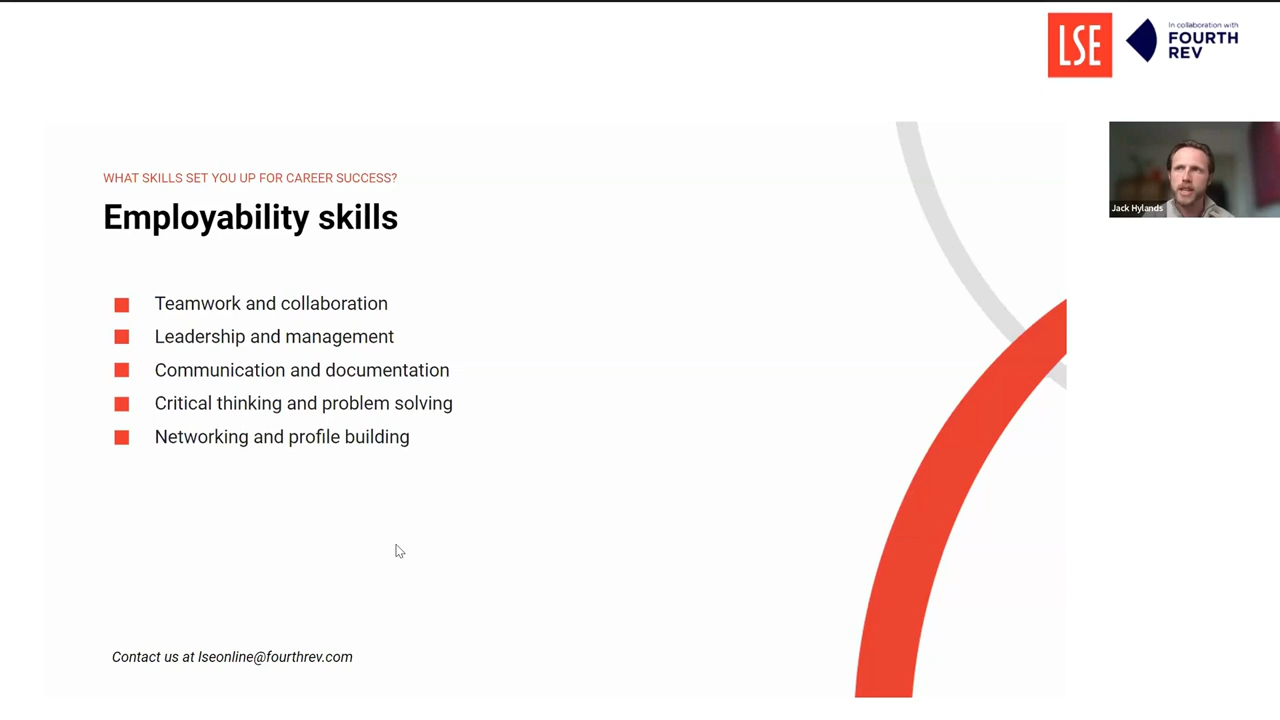 LSE
In collaboration with
FOURTH
REV
WHAT SKILLS SET YOU UP FOR CAREER SUCCESS?
Employability skills
Teamwork and collaboration
Leadership and management
Communication and documentation
Critical thinking and problem solving
Networking and profile building
Jack Hylands
Contact us at lseonline@fourthrev.com